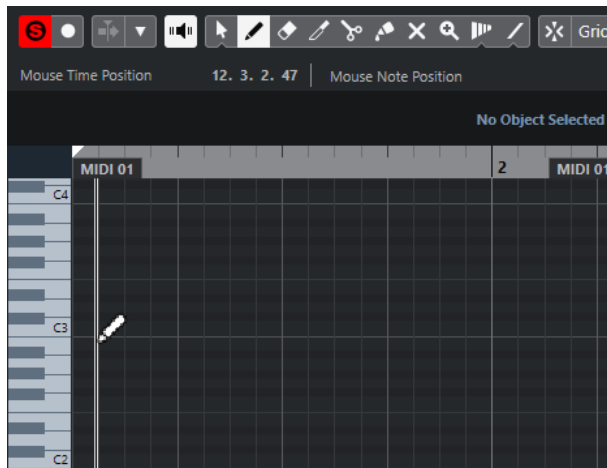 S
Grid
Mouse Time Position 12. 3. 2. 47 Mouse Note Position
No Object Selected
2
MIDI 01 MIDI 01
C4
C3
C2